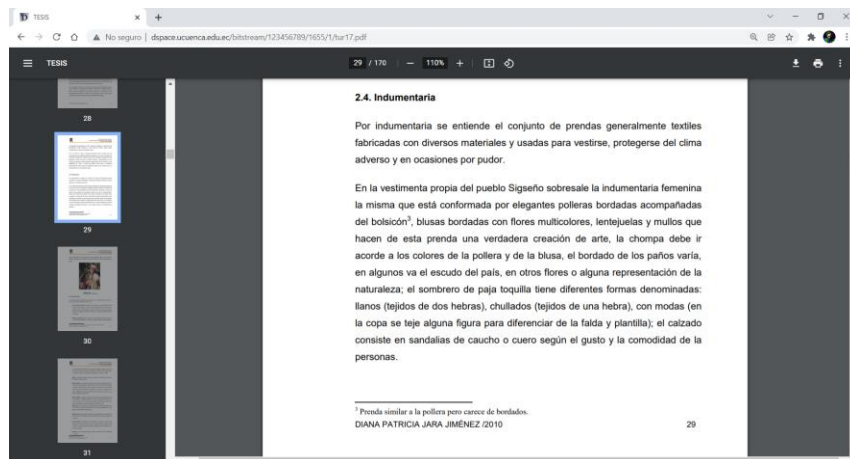 TESIS
No seguro | dspace.ucuenca.edu.ec/bitstream/123456789/1655/1/tur17.pdf
TESIS
29 / 170 | — 110% +
28
29
30
31
2.4. Indumentaria
Por indumentaria se entiende el conjunto de prendas generalmente textiles
fabricadas con diversos materiales y usadas para vestirse, protegerse del clima
adverso y en ocasiones por pudor.
En la vestimenta propia del pueblo Sigseño sobresale la indumentaria femenina
la misma que está conformada por elegantes polleras bordadas acompañadas
del bolsicón³, blusas bordadas con flores multicolores, lentejuelas y mullos que
hacen de esta prenda una verdadera creación de arte, la chompa debe ir
acorde a los colores de la pollera y de la blusa, el bordado de los paños varía,
en algunos va el escudo del país, en otros flores o alguna representación de la
naturaleza; el sombrero de paja toquilla tiene diferentes formas denominadas:
llanos (tejidos de dos hebras), chullados (tejidos de una hebra), con modas (en
la copa se teje alguna figura para diferenciar de la falda y plantilla); el calzado
consiste en sandalias de caucho o cuero según el gusto y la comodidad de la
personas.
³ Prenda similar a la pollera pero carece de bordados.
DIANA PATRICIA JARA JIMÉNEZ /2010 29